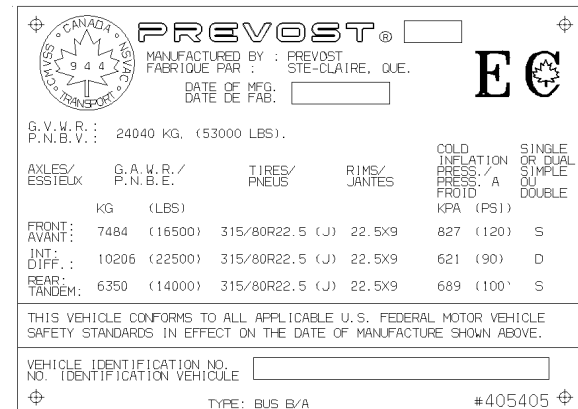 CANADA
CMVSS
NSVAC
944
TRANSPORT
PREVOST®
MANUFACTURED BY : PREVOST
FABRIQUE PAR : STE-CLAIRE, QUE.
DATE OF MFG.
DATE DE FAB.
EC
G.V.W.R.:
P.N.B.V.: 24040 KG, (53000 LBS).
AXLES/ G.A.W.R./ TIRES/ RIMS/ COLD INFLATION PRESS./ SINGLE OR DUAL
ESSIEUX P.N.B.E. PNEUS JANTES PRESS. A FROID SIMPLE OU DOUBLE
KG (LBS) KPA (PSI)
FRONT:
AVANT: 7484 (16500) 315/80R22.5 (J) 22.5X9 827 (120) S
INT:
DIFF.: 10206 (22500) 315/80R22.5 (J) 22.5X9 621 (90) D
REAR:
TANDEM: 6350 (14000) 315/80R22.5 (J) 22.5X9 689 (100) S
THIS VEHICLE CONFORMS TO ALL APPLICABLE U.S. FEDERAL MOTOR VEHICLE
SAFETY STANDARDS IN EFFECT ON THE DATE OF MANUFACTURE SHOWN ABOVE.
VEHICLE IDENTIFICATION NO.
NO. IDENTIFICATION VEHICULE
TYPE: BUS B/A #405405